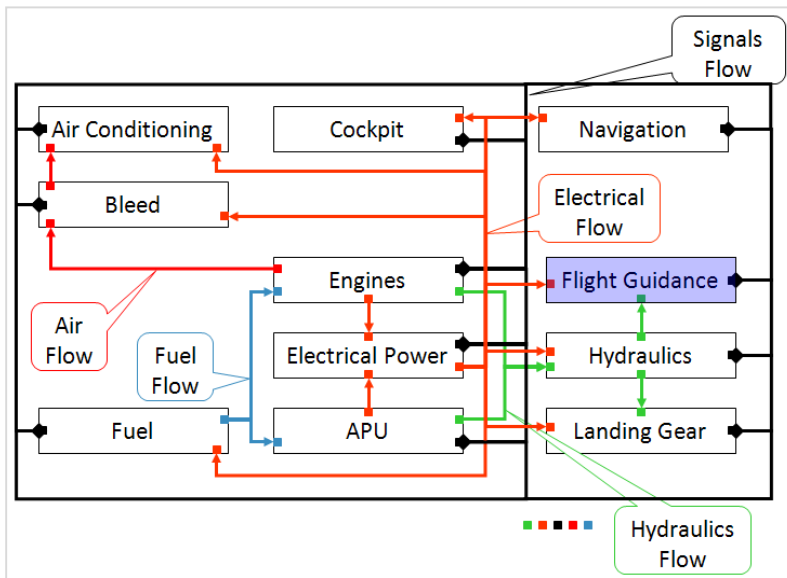 Signals
Flow
Air Conditioning
Cockpit
Navigation
Bleed
Electrical
Flow
Engines
Flight Guidance
Air
Flow
Fuel
Flow
Electrical Power
Hydraulics
Fuel
APU
Landing Gear
Hydraulics
Flow